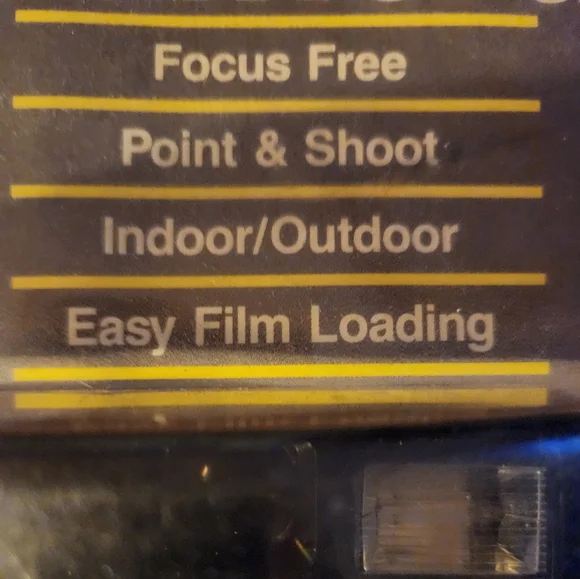 Focus Free
Point & Shoot
Indoor/Outdoor
Easy Film Loading